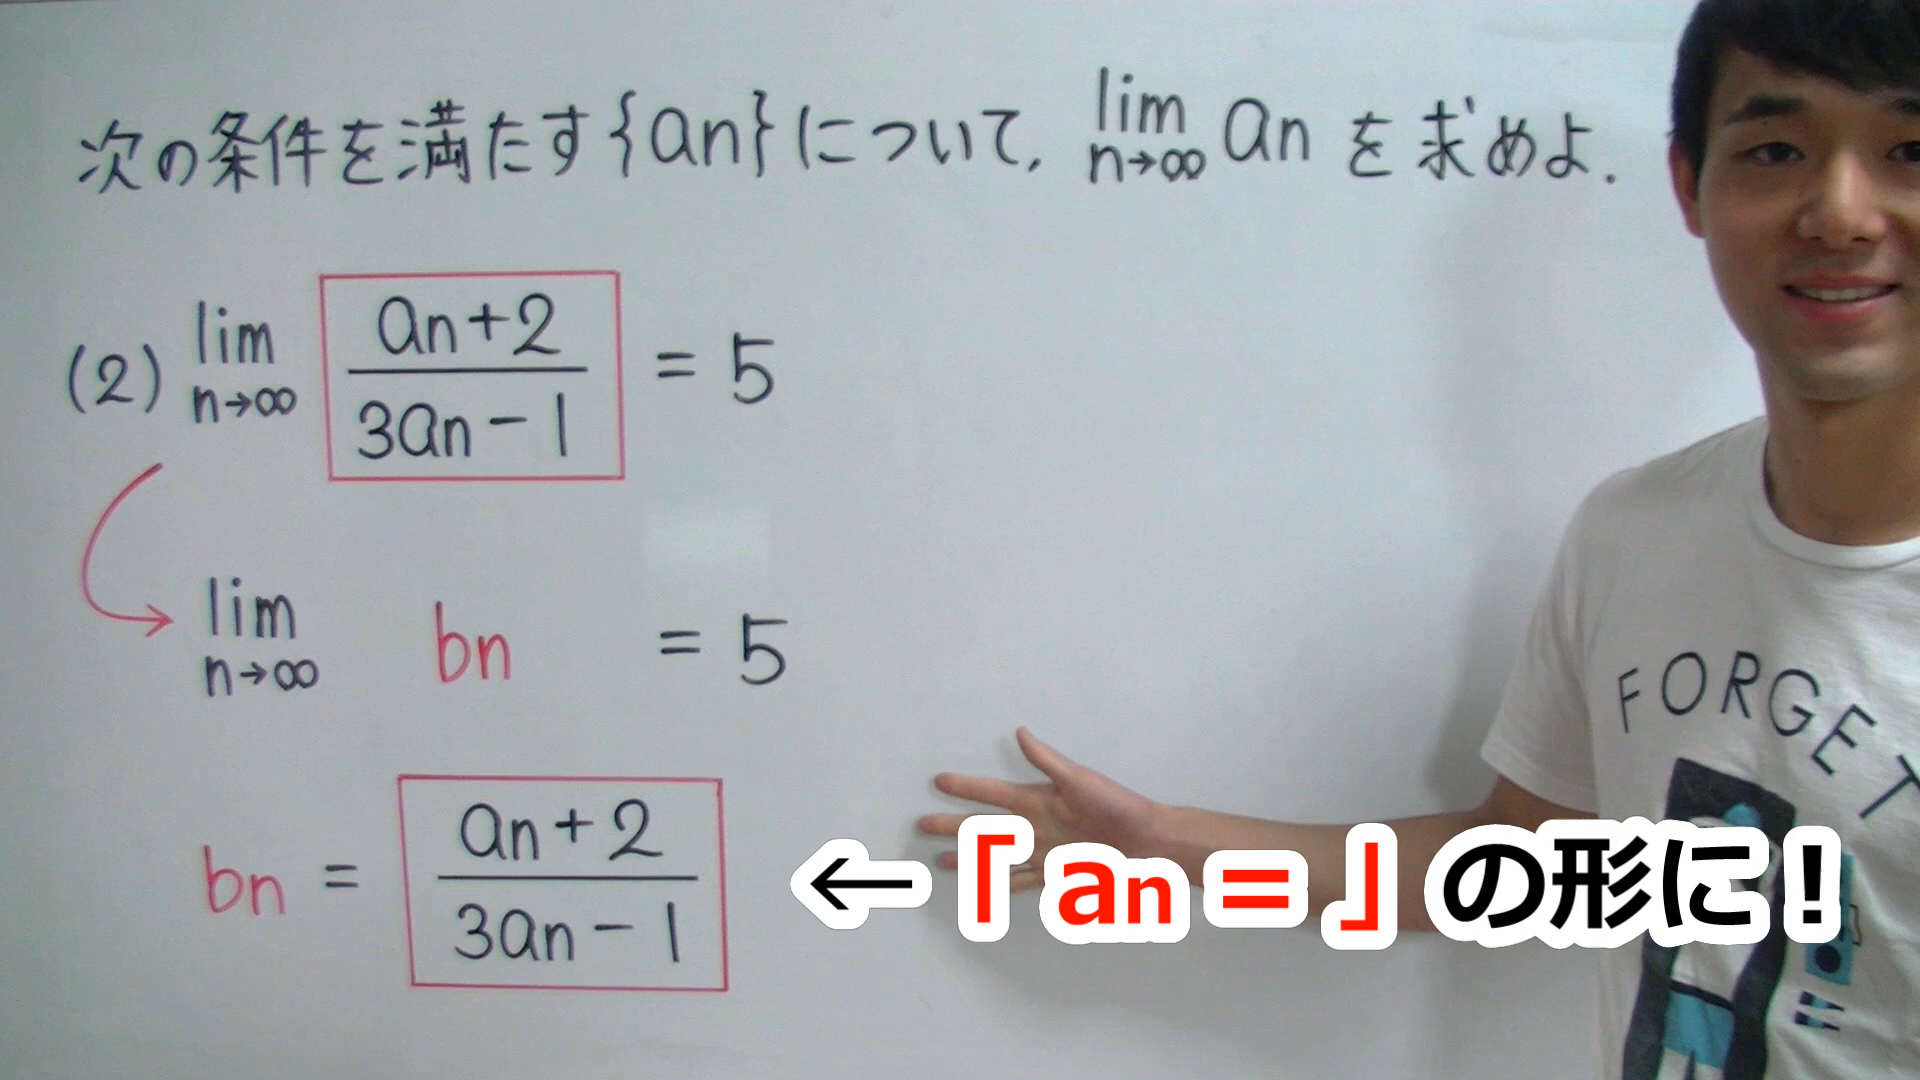 次の条件を満たす{an}について, lim n→∞ an を求めよ.
(2) lim n→∞ an+2 / 3an-1 = 5
lim n→∞ bn = 5
bn = an+2 / 3an-1
←「an=」の形に!
FORGET